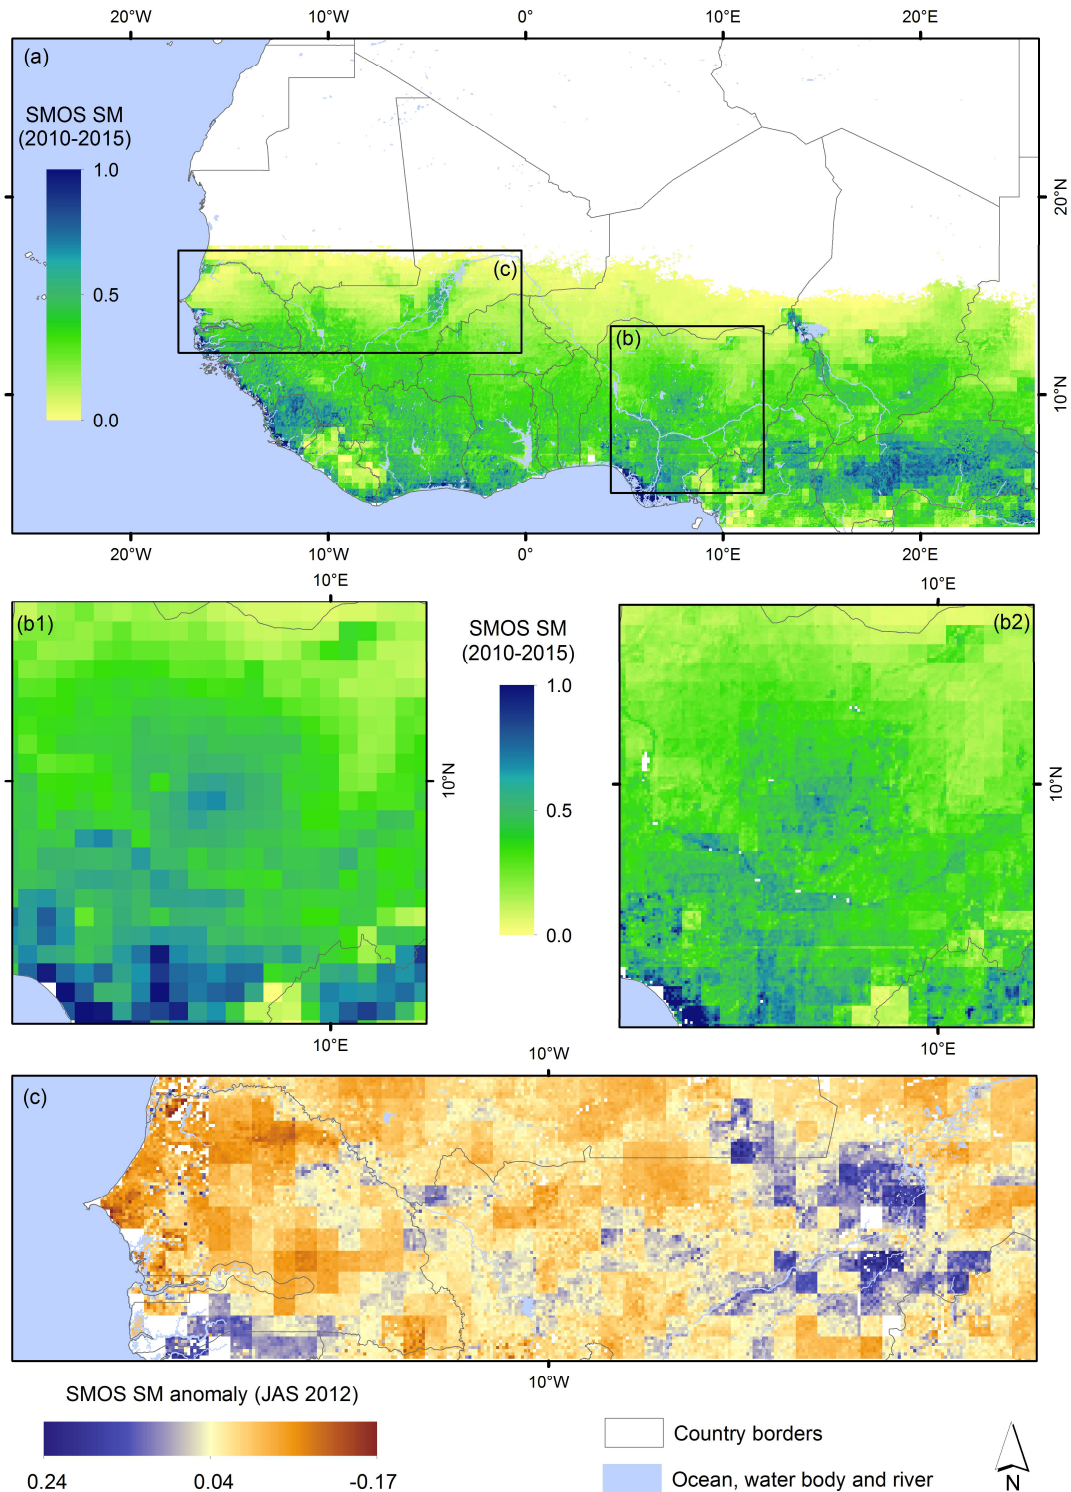 20°W 10°W 0° 10°E 20°E
(a)
SMOS SM
(2010-2015)
1.0
0.5
0.0
20°N
10°N
(c)
(b)
20°W 10°W 0° 10°E 20°E
10°E
10°E
(b1)
SMOS SM
(2010-2015)
1.0
0.5
0.0
(b2)
10°N
10°N
10°E
10°E
10°W
(c)
10°W
SMOS SM anomaly (JAS 2012)
0.24 0.04 -0.17
Country borders
Ocean, water body and river
N